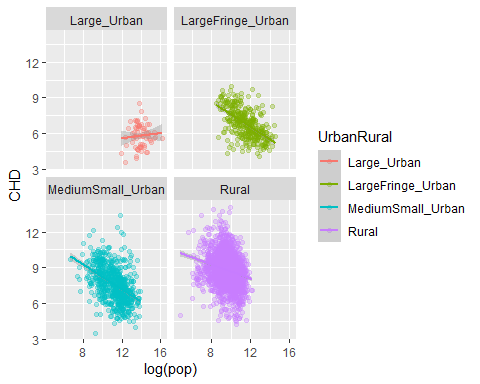 Large_Urban LargeFringe_Urban
12
9
6
3
MediumSmall_Urban Rural
12
9
6
3
8 12 16 8 12 16
log(pop)
CHD
UrbanRural
Large_Urban
LargeFringe_Urban
MediumSmall_Urban
Rural